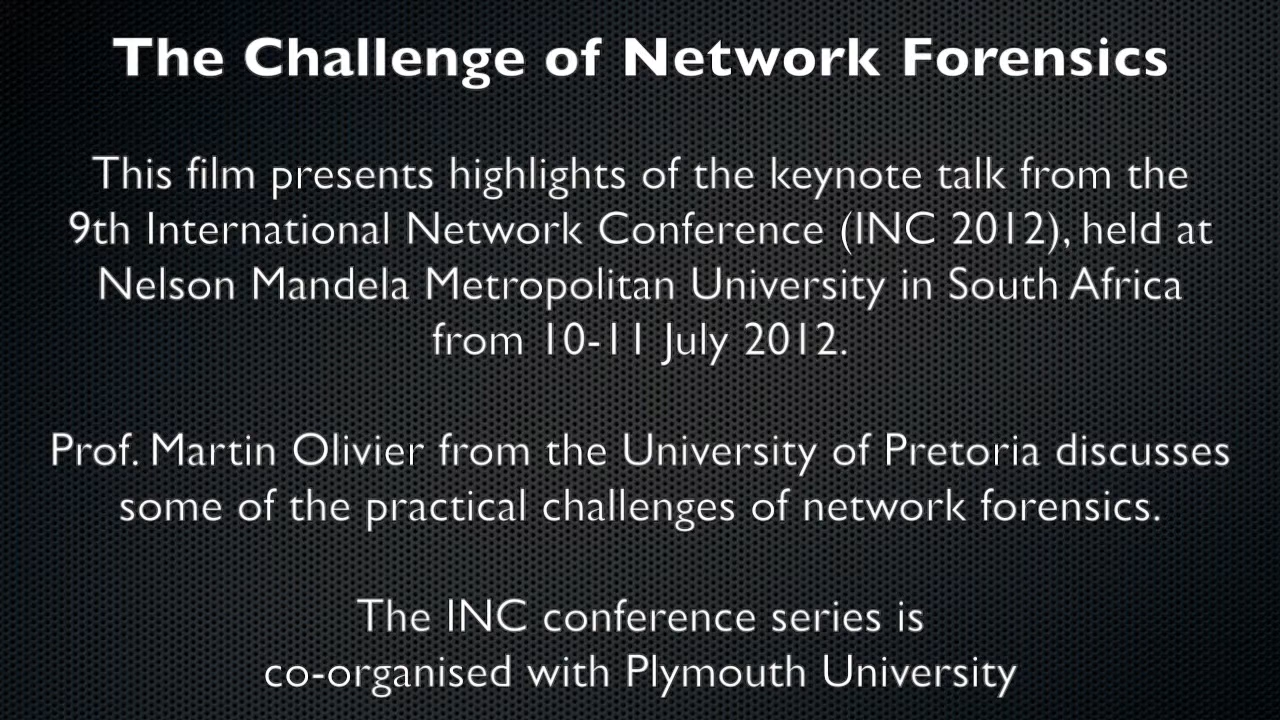 The Challenge of Network Forensics
This film presents highlights of the keynote talk from the
9th International Network Conference (INC 2012), held at
Nelson Mandela Metropolitan University in South Africa
from 10-11 July 2012.
Prof. Martin Olivier from the University of Pretoria discusses
some of the practical challenges of network forensics.
The INC conference series is
co-organised with Plymouth University